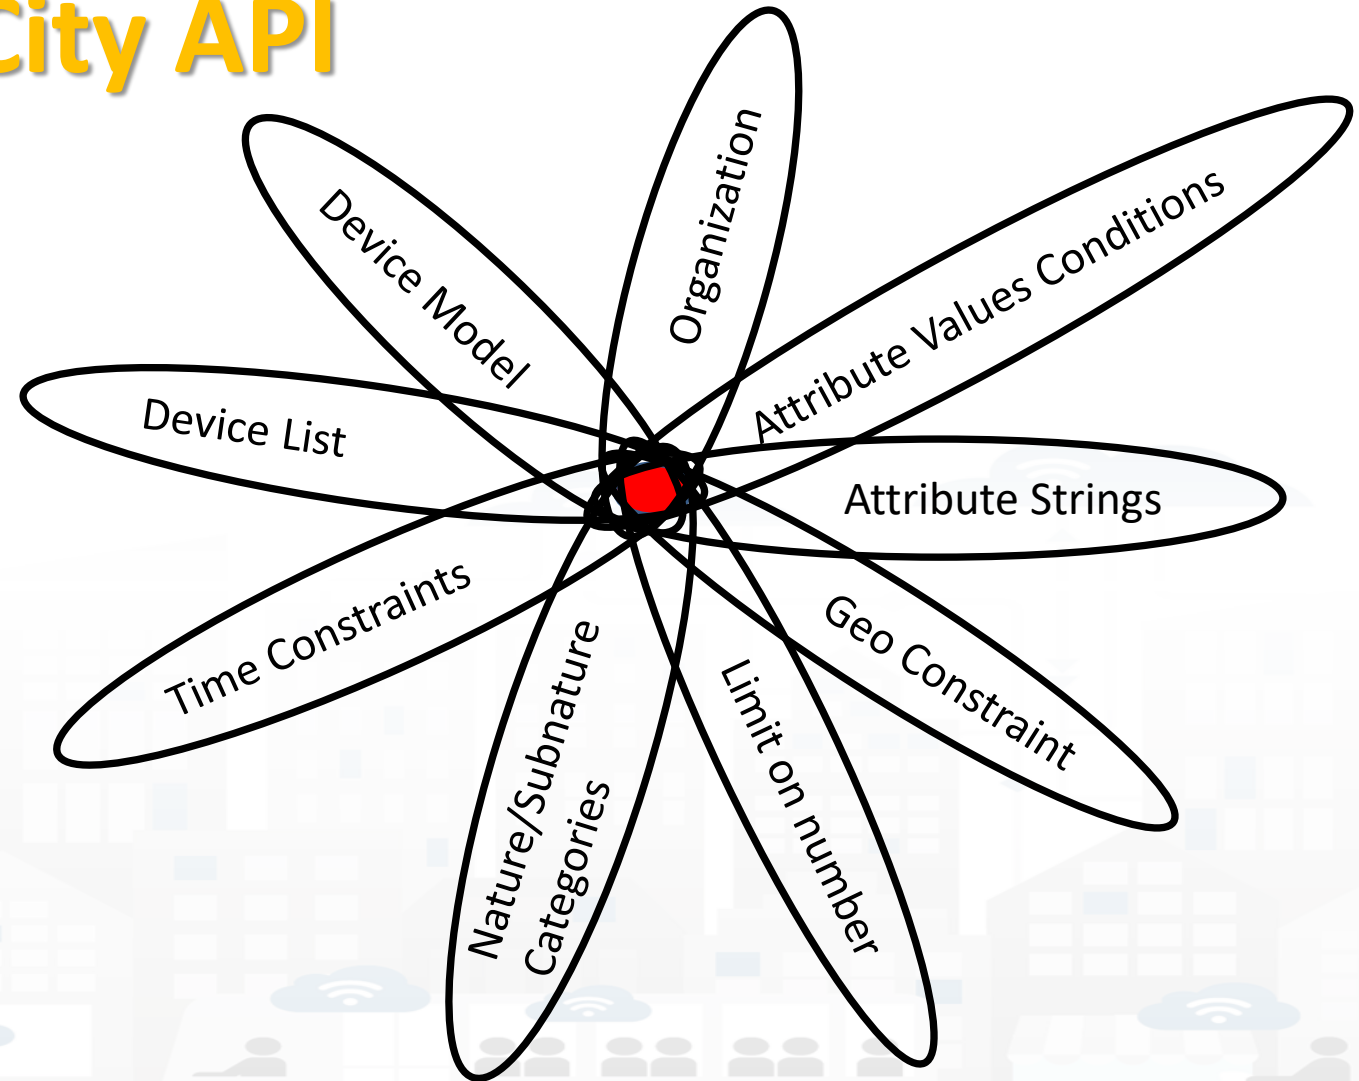 City API
Organization
Device Model
Attribute Values Conditions
Device List
Attribute Strings
Time Constraints
Geo Constraint
Nature/Subnature
Categories
Limit on number